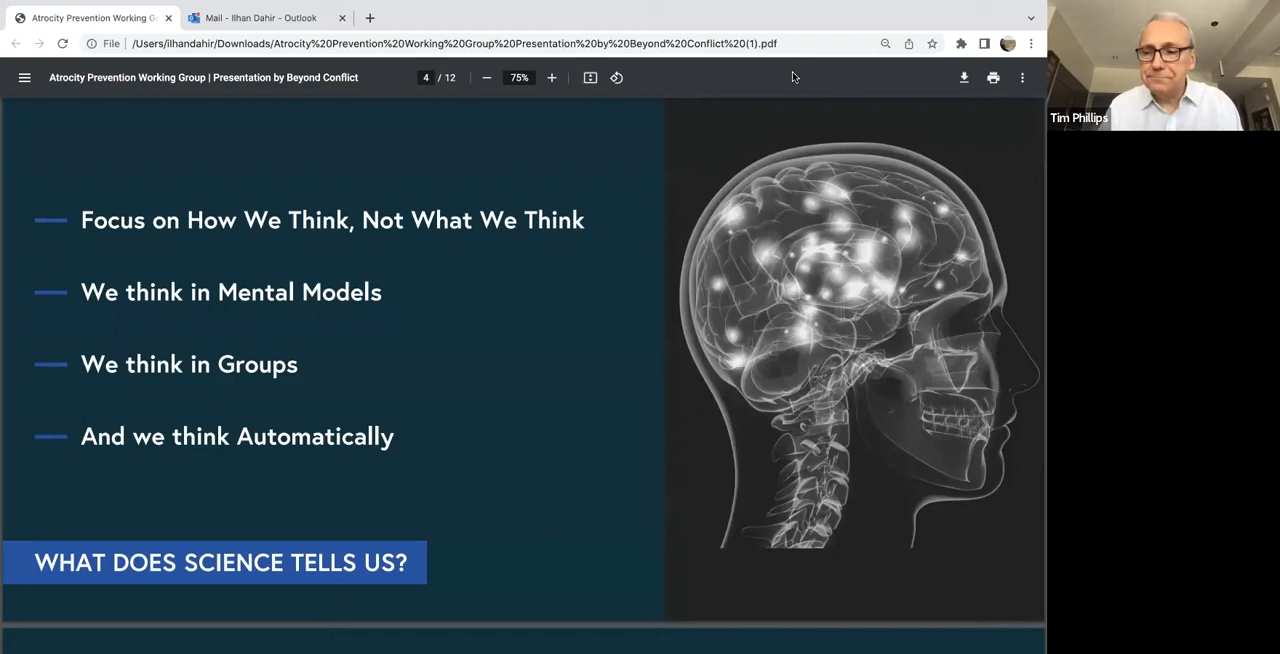 Atrocity Prevention Working G
Mail - Ilhan Dahir - Outlook
File
/Users/ilhandahir/Downloads/Atrocity%20Prevention%20Working%20Group%20Presentation%20by%20Beyond%20Conflict%20(1).pdf
Atrocity Prevention Working Group | Presentation by Beyond Conflict
4 / 12
75%
Tim Phillips
Focus on How We Think, Not What We Think
We think in Mental Models
We think in Groups
And we think Automatically
WHAT DOES SCIENCE TELLS US?